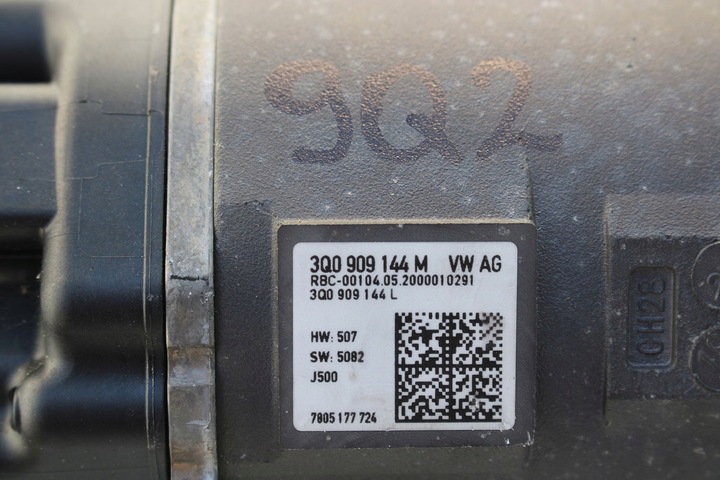 9Q2
3Q0 909 144 M VW AG
RBC-00104.05.2000010291
3Q0 909 144 L
HW: 507
SW: 5082
J500
7805 177 724
CH28